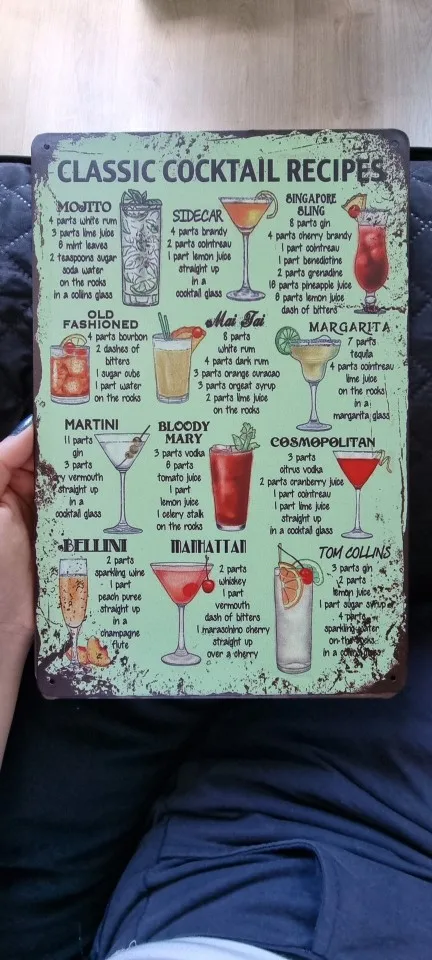 CLASSIC COCKTAIL RECIPES
MOJITO
4 parts white rum
3 parts lime juice
6 mint leaves
2 teaspoons sugar
soda water
on the rocks
in a collins glass
SIDECAR
4 parts brandy
2 parts cointreau
1 part lemon juice
straight up
in a
cocktail glass
SINGAPORE
SLING
8 parts gin
4 parts cherry brandy
1 part cointreau
1 part benedictine
2 parts grenadine
18 parts pineapple juice
6 parts lemon juice
dash of bitters
OLD
FASHIONED
4 parts bourbon
2 dashes of
bitters
1 sugar cube
1 part water
on the rocks
Mai Tai
6 parts
white rum
4 parts dark rum
3 parts orange curacao
3 parts orgeat syrup
2 parts lime juice
on the rocks
MARGARITA
7 parts
tequila
4 parts cointreau
lime juice
on the rocks
in a
margarita glass
MARTINI
11 parts
gin
3 parts
ry vermouth
straight up
in a
cocktail glass
BLOODY
MARY
3 parts vodka
6 parts
tomato juice
1 part
lemon juice
1 celery stalk
on the rocks
COSMOPOLITAN
3 parts
citrus vodka
2 parts cranberry juice
1 part cointreau
1 part lime juice
straight up
in a cocktail glass
BELLINI
2 parts
sparkling wine
1 part
peach puree
straight up
in a
champagne
flute
MANHATTAN
2 parts
whiskey
1 part
vermouth
dash of bitters
1 maraschino cherry
straight up
over a cherry
TOM COLLINS
3 parts gin
2 parts
lemon juice
1 part sugar syrup
4 parts
sparkling water
on the rocks
in a collins glass